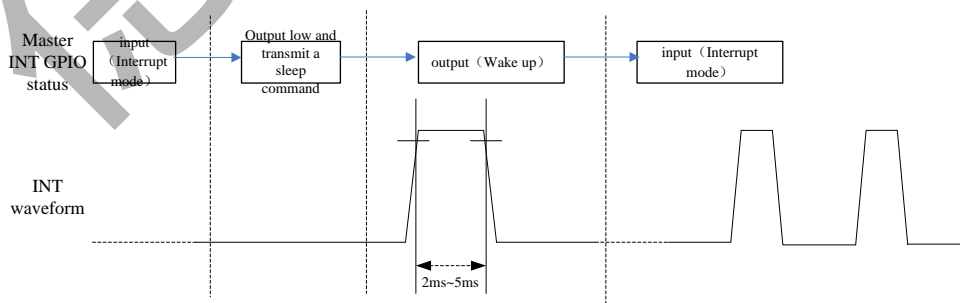 Master
INT GPIO
status
input
（Interrupt
mode）
Output low and
transmit a
sleep
command
output（Wake up）
input（Interrupt
mode）
INT
waveform
2ms~5ms